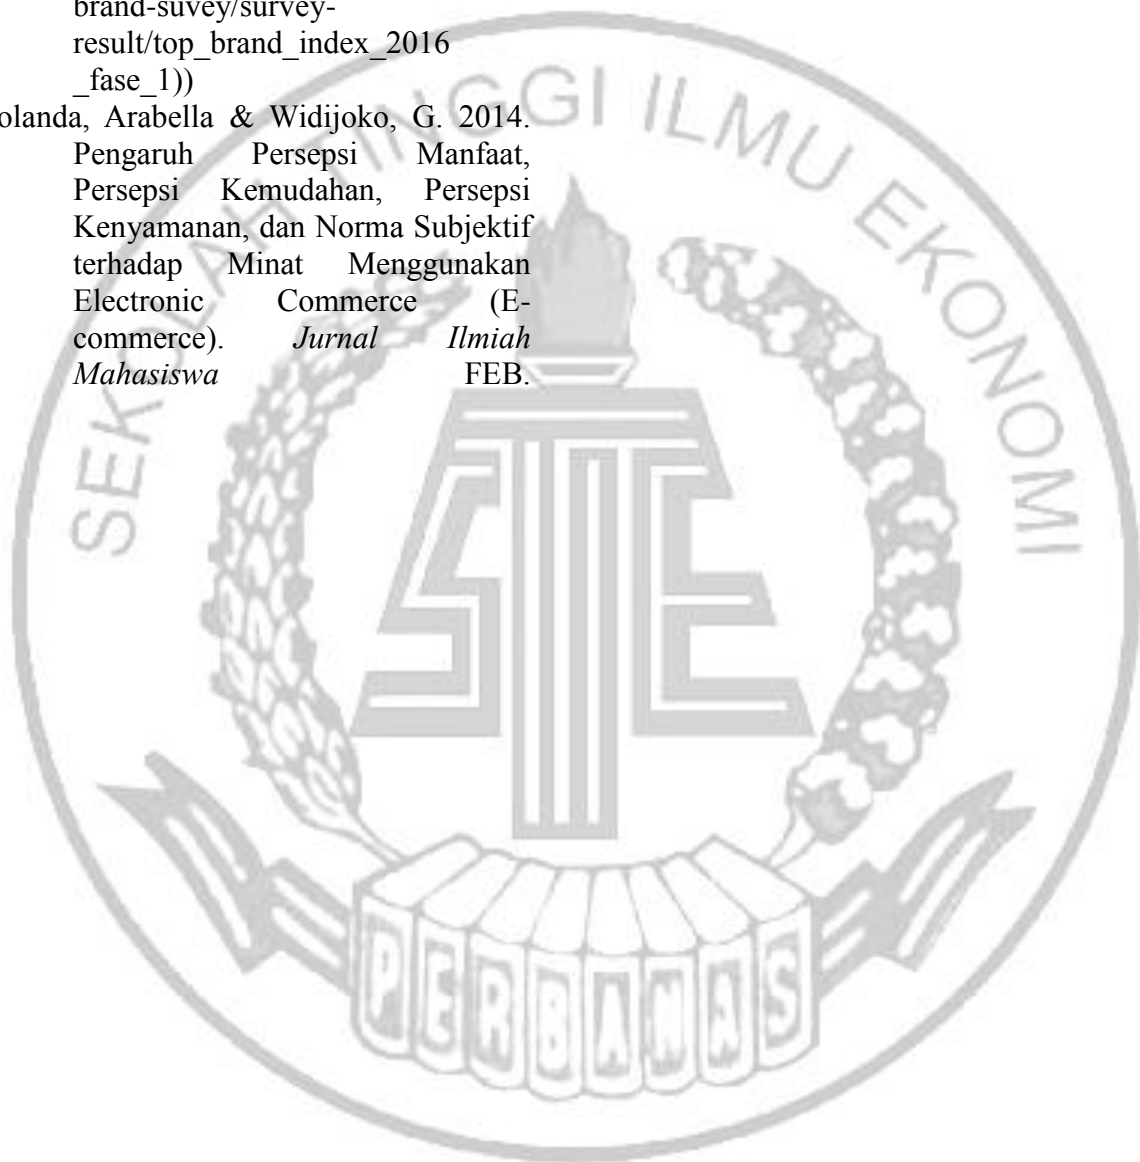 brand-suvey/survey-
result/top_brand_index_2016
_fase_1))
olanda, Arabella & Widijoko, G. 2014.
Pengaruh Persepsi Manfaat,
Persepsi Kemudahan, Persepsi
Kenyamanan, dan Norma Subjektif
terhadap Minat Menggunakan
Electronic Commerce (E-
commerce). Jurnal Ilmiah
Mahasiswa FEB.
SEKOLAH TINGGI ILMU EKONOMI
STIE
PERBANAS